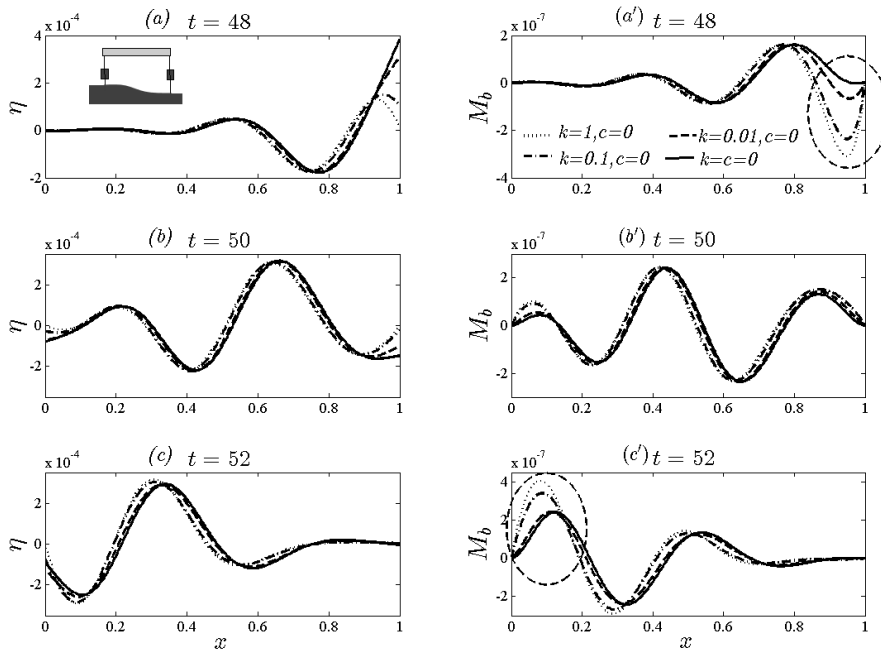 (a) t = 48
x 10⁻⁴
4
2
0
-2
η
0 0.2 0.4 0.6 0.8 1
(a') t = 48
x 10⁻⁷
2
0
-2
-4
M_b
k=1,c=0
k=0.01,c=0
k=0.1,c=0
k=c=0
0 0.2 0.4 0.6 0.8 1
(b) t = 50
x 10⁻⁴
2
0
-2
η
0 0.2 0.4 0.6 0.8 1
(b') t = 50
x 10⁻⁷
2
0
-2
M_b
0 0.2 0.4 0.6 0.8 1
(c) t = 52
x 10⁻⁴
2
0
-2
η
0 0.2 0.4 0.6 0.8 1
x
(c') t = 52
x 10⁻⁷
4
2
0
-2
M_b
0 0.2 0.4 0.6 0.8 1
x